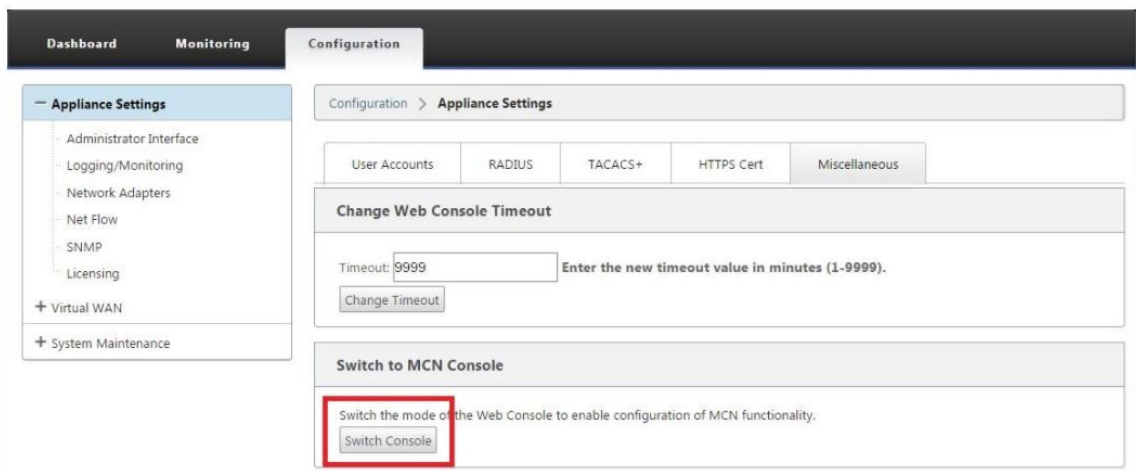 Dashboard Monitoring Configuration
− Appliance Settings
Administrator Interface
Logging/Monitoring
Network Adapters
Net Flow
SNMP
Licensing
+ Virtual WAN
+ System Maintenance
Configuration > Appliance Settings
User Accounts RADIUS TACACS+ HTTPS Cert Miscellaneous
Change Web Console Timeout
Timeout: 9999 Enter the new timeout value in minutes (1-9999).
Change Timeout
Switch to MCN Console
Switch the mode of the Web Console to enable configuration of MCN functionality.
Switch Console